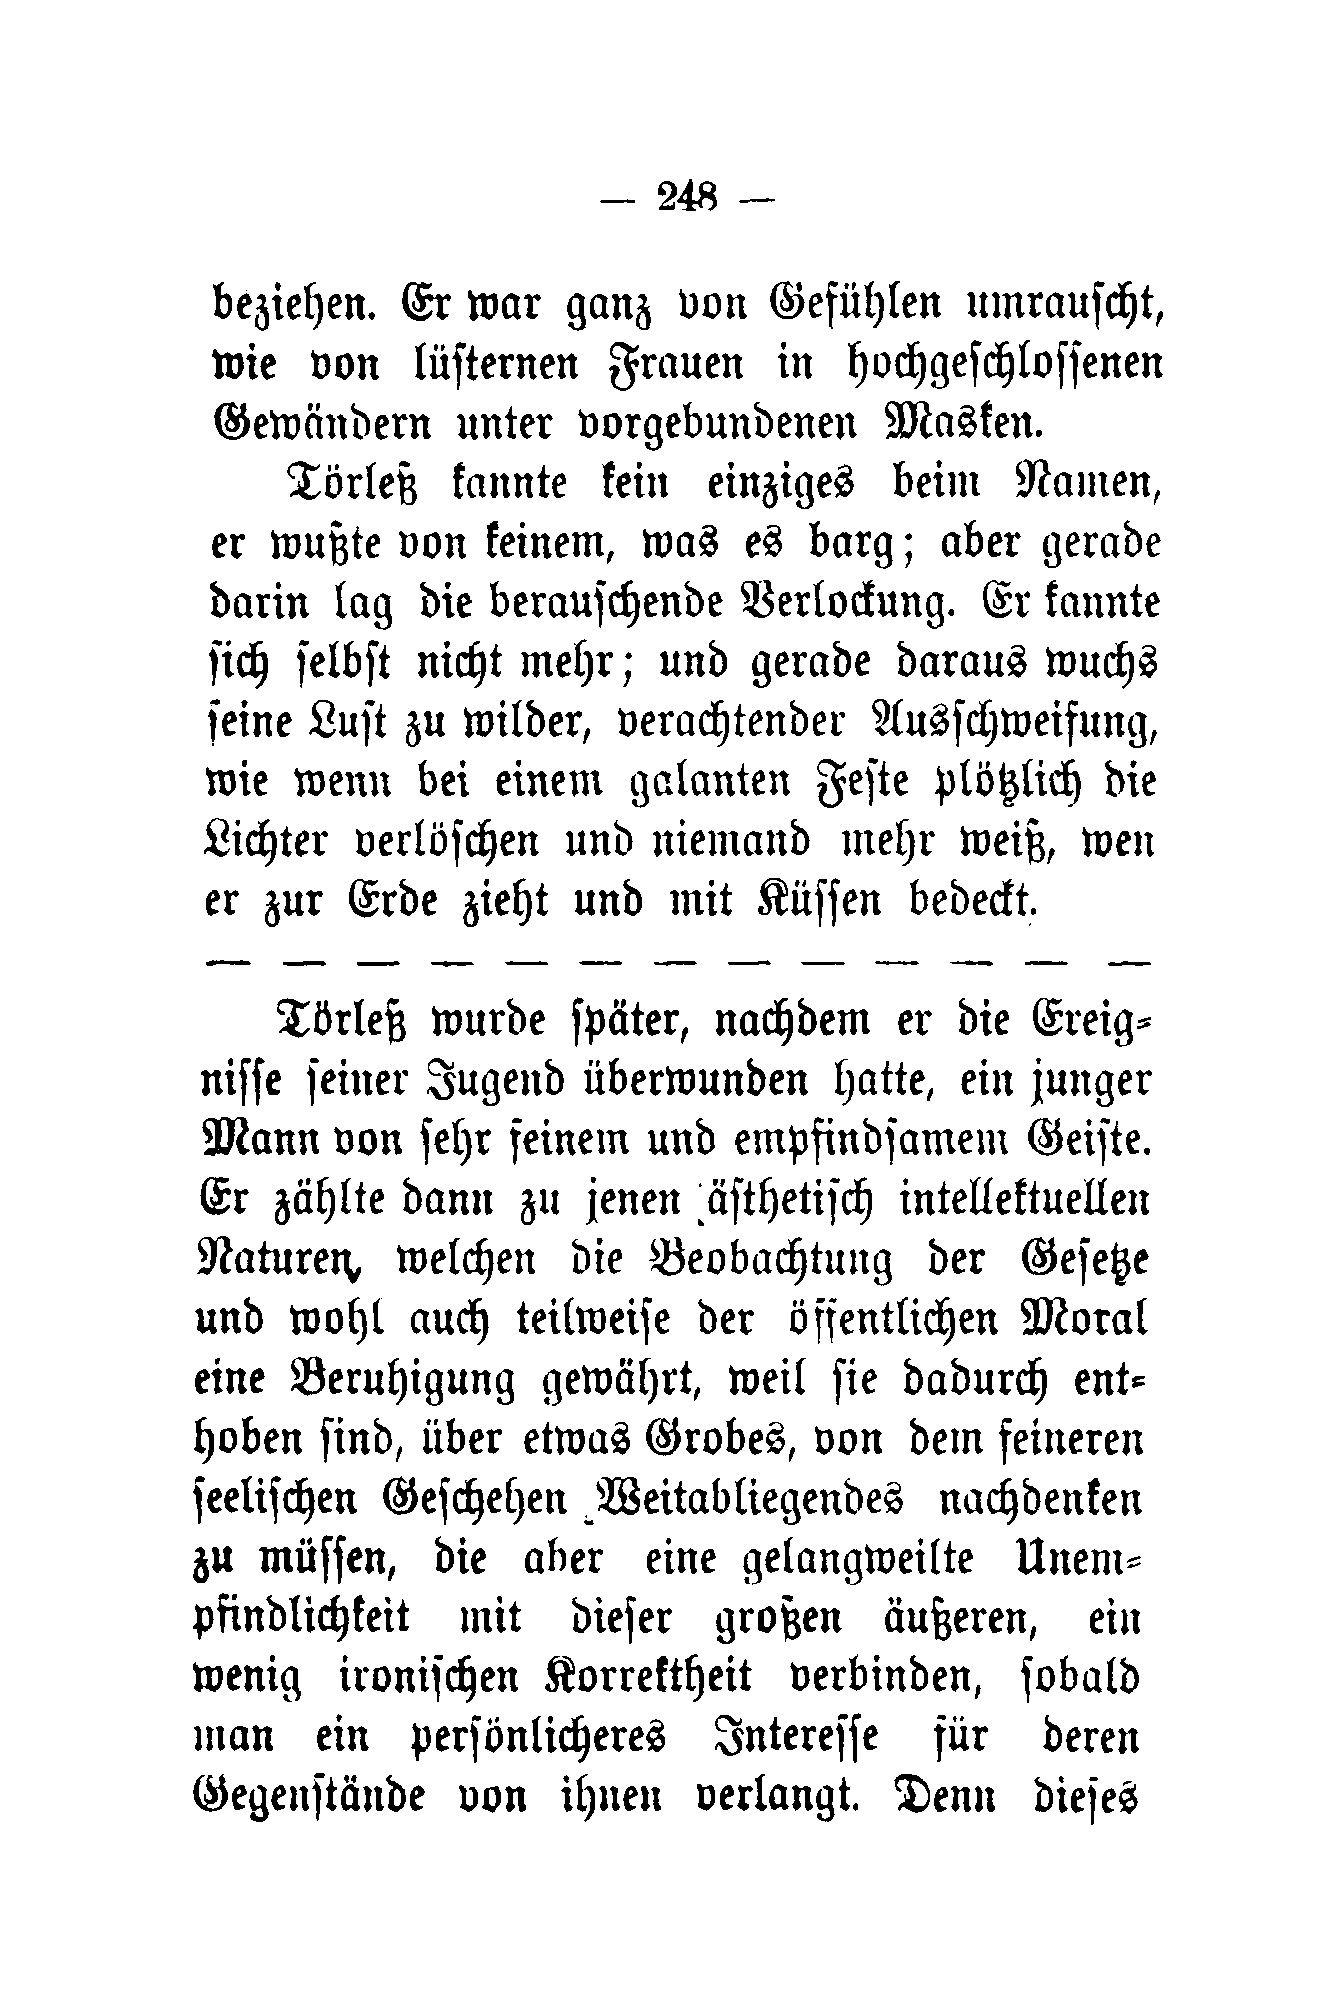 — 248 —
beziehen. Er war ganz von Gefühlen umrauscht,
wie von lüsternen Frauen in hochgeschlossenen
Gewändern unter vorgebundenen Masken.
Törleß kannte kein einziges beim Namen,
er wußte von keinem, was es barg; aber gerade
darin lag die berauschende Verlockung. Er kannte
sich selbst nicht mehr; und gerade daraus wuchs
seine Lust zu wilder, verachtender Ausschweifung,
wie wenn bei einem galanten Feste plötzlich die
Lichter verlöschen und niemand mehr weiß, wen
er zur Erde zieht und mit Küssen bedeckt.
— — — — — — — — — — — — —
Törleß wurde später, nachdem er die Ereig-
nisse seiner Jugend überwunden hatte, ein junger
Mann von sehr feinem und empfindsamem Geiste.
Er zählte dann zu jenen ästhetisch intellektuellen
Naturen, welchen die Beobachtung der Gesetze
und wohl auch teilweise der öffentlichen Moral
eine Beruhigung gewährt, weil sie dadurch ent-
hoben sind, über etwas Grobes, von dem feineren
seelischen Geschehen Weitabliegendes nachdenken
zu müssen, die aber eine gelangweilte Unem-
pfindlichkeit mit dieser großen äußeren, ein
wenig ironischen Korrektheit verbinden, sobald
man ein persönlicheres Interesse für deren
Gegenstände von ihnen verlangt. Denn dieses